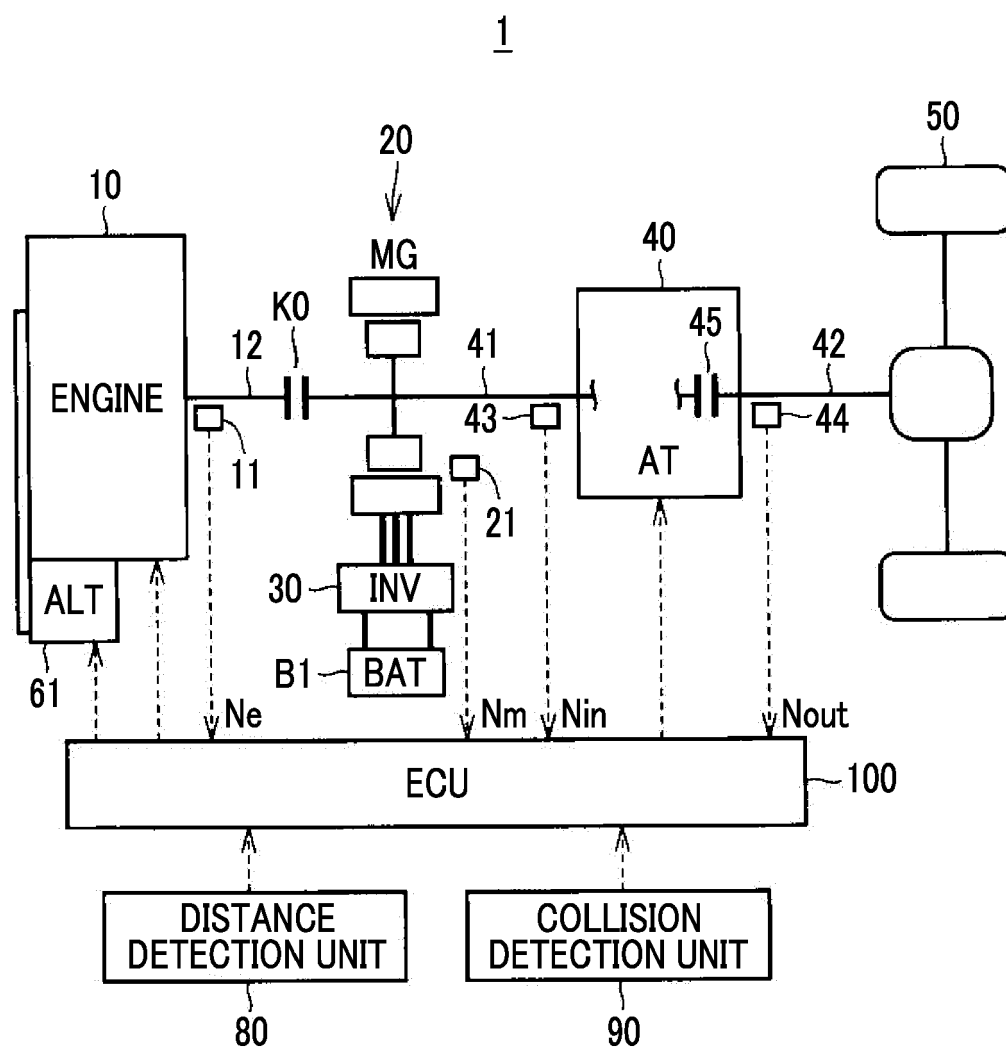 1
50
20
10
MG
40
K0
45
12
41
42
ENGINE
43
44
11
AT
21
30
INV
ALT
B1
BAT
61
Ne
Nm
Nin
Nout
ECU
100
DISTANCE
DETECTION UNIT
COLLISION
DETECTION UNIT
80
90